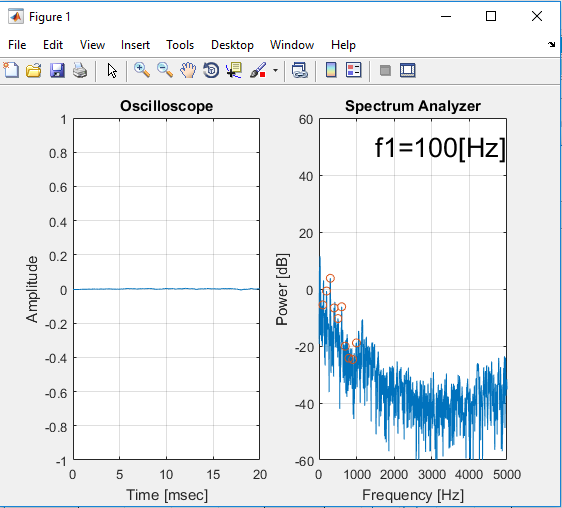 Figure 1
File Edit View Insert Tools Desktop Window Help
Oscilloscope
1
0.8
0.6
0.4
0.2
0
-0.2
-0.4
-0.6
-0.8
-1
Amplitude
0 5 10 15 20
Time [msec]
Spectrum Analyzer
f1=100[Hz]
60
40
20
0
-20
-40
-60
Power [dB]
0 1000 2000 3000 4000 5000
Frequency [Hz]